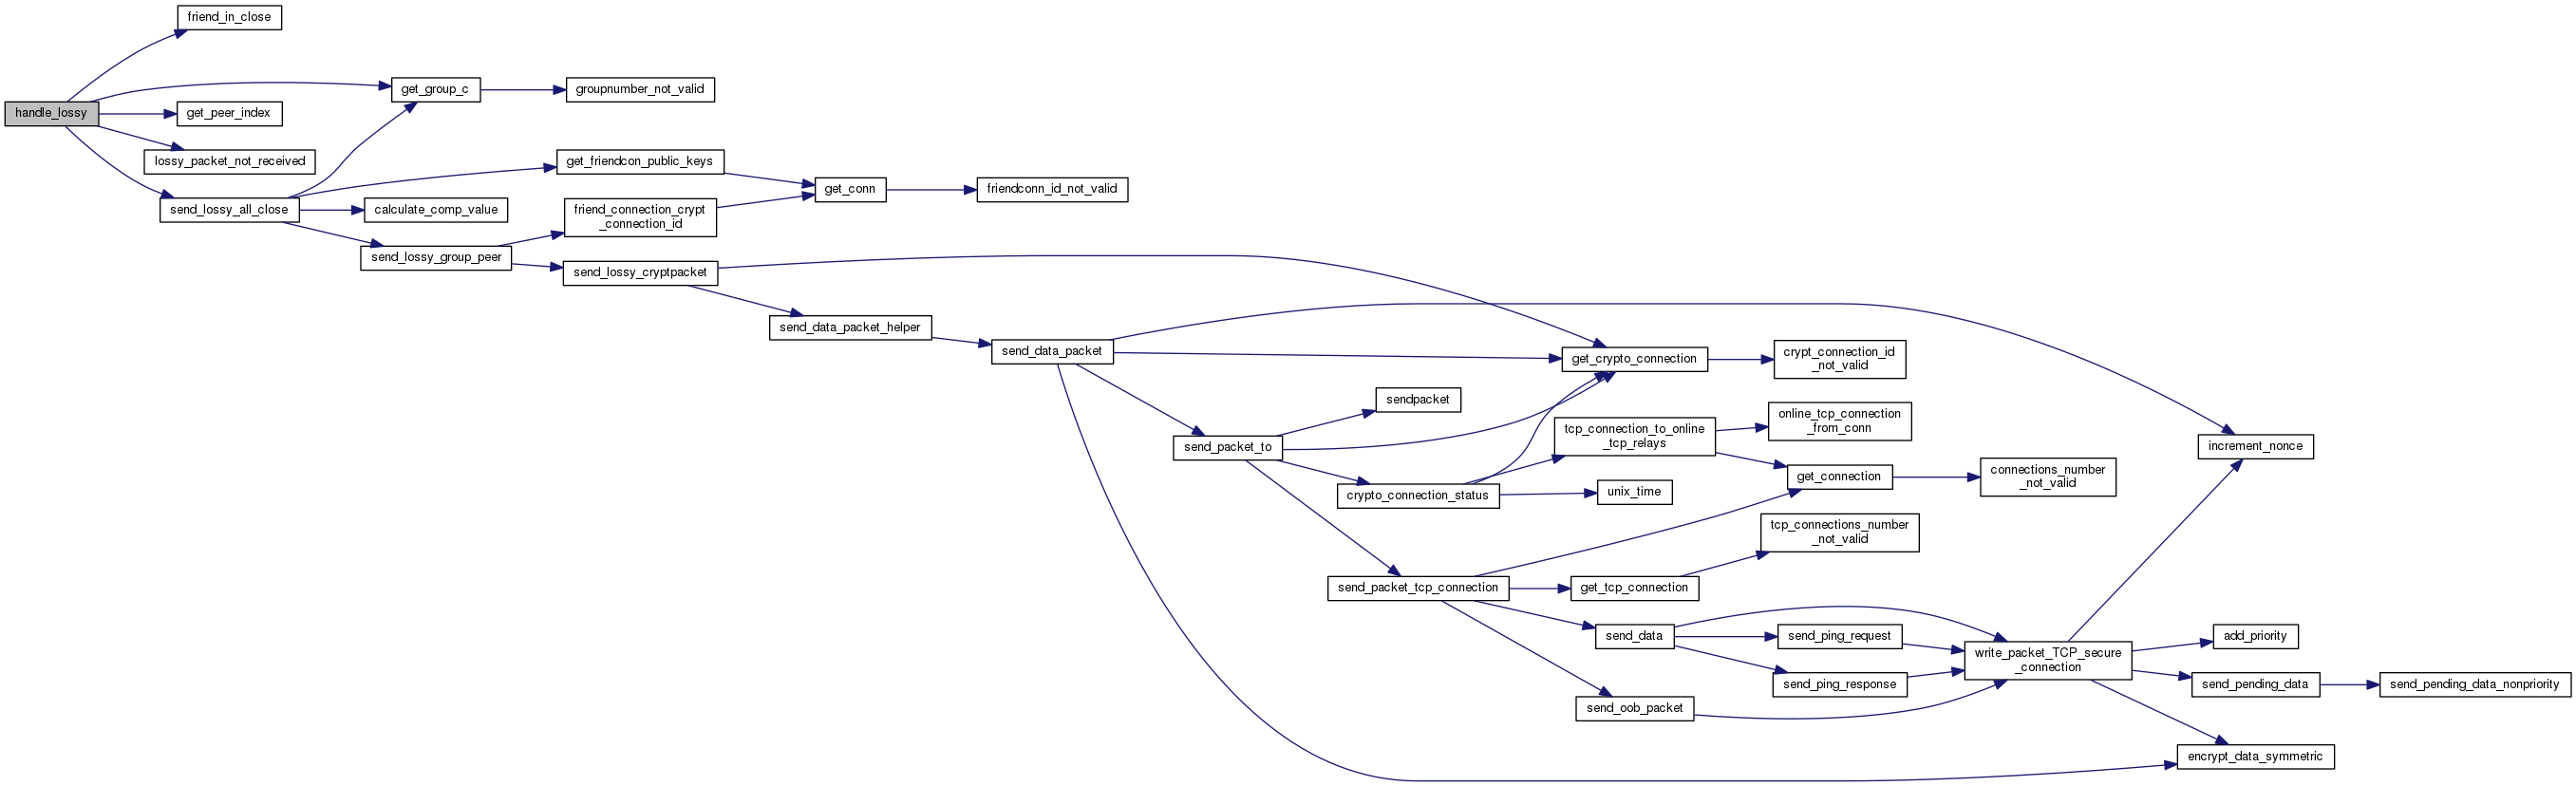 friend_in_close
handle_lossy
get_group_c
groupnumber_not_valid
get_peer_index
lossy_packet_not_received
send_lossy_all_close
get_friendcon_public_keys
calculate_comp_value
friend_connection_crypt
_connection_id
get_conn
friendconn_id_not_valid
send_lossy_group_peer
send_lossy_cryptpacket
send_data_packet_helper
send_data_packet
get_crypto_connection
crypt_connection_id
_not_valid
sendpacket
send_packet_to
tcp_connection_to_online
_tcp_relays
online_tcp_connection
_from_conn
increment_nonce
crypto_connection_status
unix_time
get_connection
connections_number
_not_valid
tcp_connections_number
_not_valid
send_packet_tcp_connection
get_tcp_connection
send_data
send_ping_request
write_packet_TCP_secure
_connection
add_priority
send_ping_response
send_pending_data
send_pending_data_nonpriority
send_oob_packet
encrypt_data_symmetric